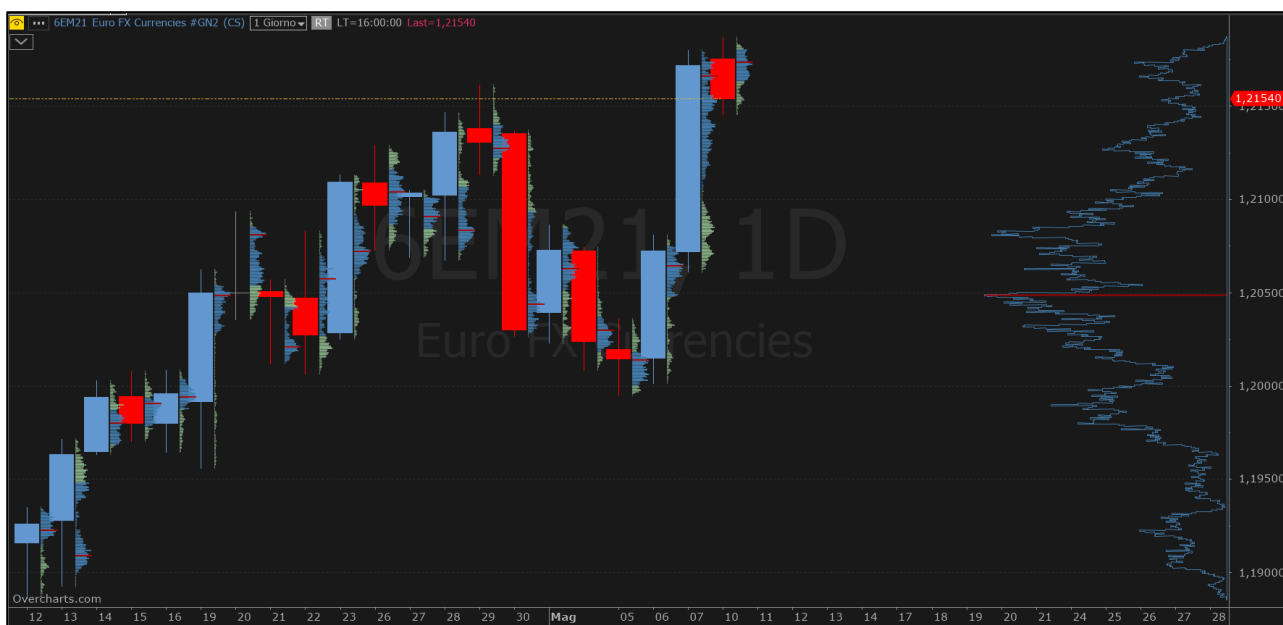 ••• 6EM21 Euro FX Currencies #GN2 (CS) 1 Giorno RT LT=16:00:00 Last=1,21540
1,21540
1,21500
1,21000
6EM21, 1D
1,20500
Euro FX Currencies
1,20000
1,19500
1,19000
Overcharts.com
12 13 14 15 16 19 20 21 22 23 26 27 28 29 30 Mag 05 06 07 10 11 12 13 14 17 18 19 20 21 24 25 26 27 28